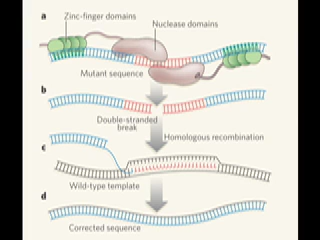 a
Zinc-finger domains
Nuclease domains
Mutant sequence
b
Double-stranded
break
Homologous recombination
c
Wild-type template
d
Corrected sequence